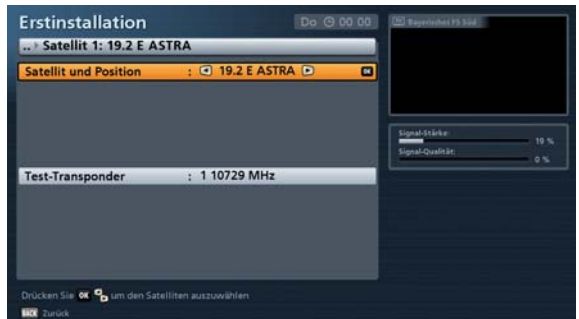 Erstinstallation
Do 00 00
Bayerisches FS Süd
.. Satellit 1: 19.2 E ASTRA
Satellit und Position : 19.2 E ASTRA OK
Signal-Stärke:
19 %
Signal-Qualität:
0 %
Test-Transponder : 1 10729 MHz
Drücken Sie OK um den Satelliten auszuwählen
BACK Zurück